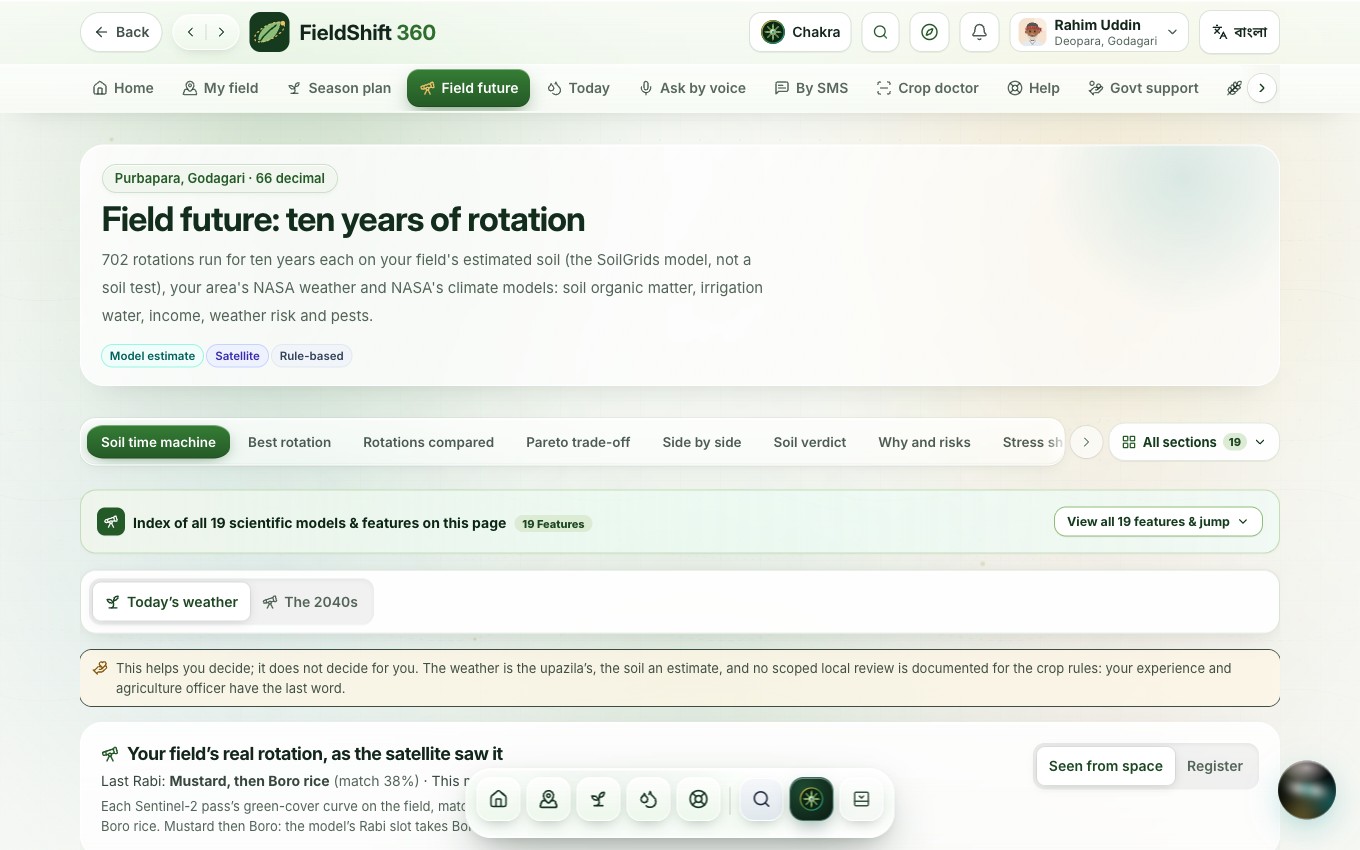 Back
FieldShift 360
Chakra
Rahim Uddin
Deopara, Godagari
বাংলা
Home
My field
Season plan
Field future
Today
Ask by voice
By SMS
Crop doctor
Help
Govt support
Purbapara, Godagari · 66 decimal
Field future: ten years of rotation
702 rotations run for ten years each on your field's estimated soil (the SoilGrids model, not a
soil test), your area's NASA weather and NASA's climate models: soil organic matter, irrigation
water, income, weather risk and pests.
Model estimate
Satellite
Rule-based
Soil time machine
Best rotation
Rotations compared
Pareto trade-off
Side by side
Soil verdict
Why and risks
Stress sh
All sections 19
Index of all 19 scientific models & features on this page 19 Features
View all 19 features & jump
Today’s weather
The 2040s
This helps you decide; it does not decide for you. The weather is the upazila’s, the soil an estimate, and no scoped local review is documented for the crop rules: your experience and
agriculture officer have the last word.
Your field’s real rotation, as the satellite saw it
Last Rabi: Mustard, then Boro rice (match 38%) · This
Seen from space
Register
Each Sentinel-2 pass’s green-cover curve on the field,
Boro rice. Mustard then Boro: the model’s Rabi slot takes